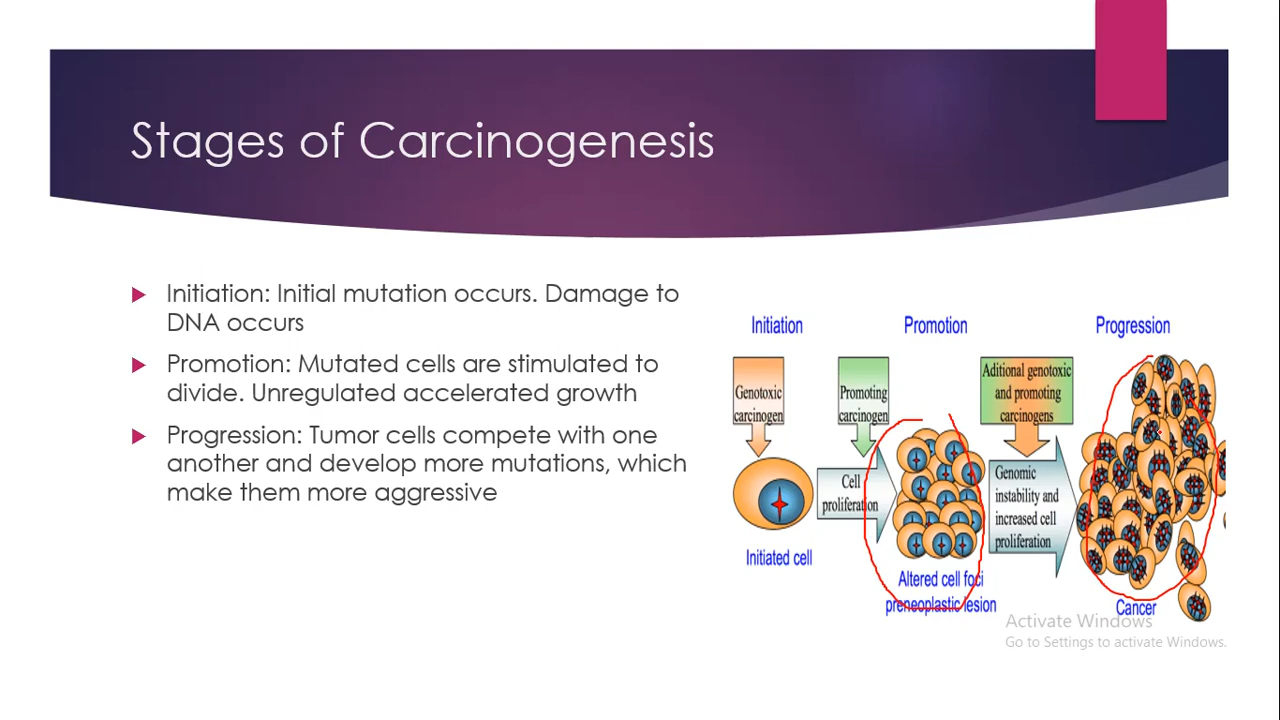 Stages of Carcinogenesis
Initiation: Initial mutation occurs. Damage to
DNA occurs
Promotion: Mutated cells are stimulated to
divide. Unregulated accelerated growth
Progression: Tumor cells compete with one
another and develop more mutations, which
make them more aggressive
Initiation
Promotion
Progression
Genotoxic
carcinogen
Promoting
carcinogen
Aditional genotoxic
and promoting
carcinogens
Cell
proliferation
Genomic
instability and
increased cell
proliferation
Initiated cell
Altered cell foci
preneoplastic lesion
Cancer
Activate Windows
Go to Settings to activate Windows.